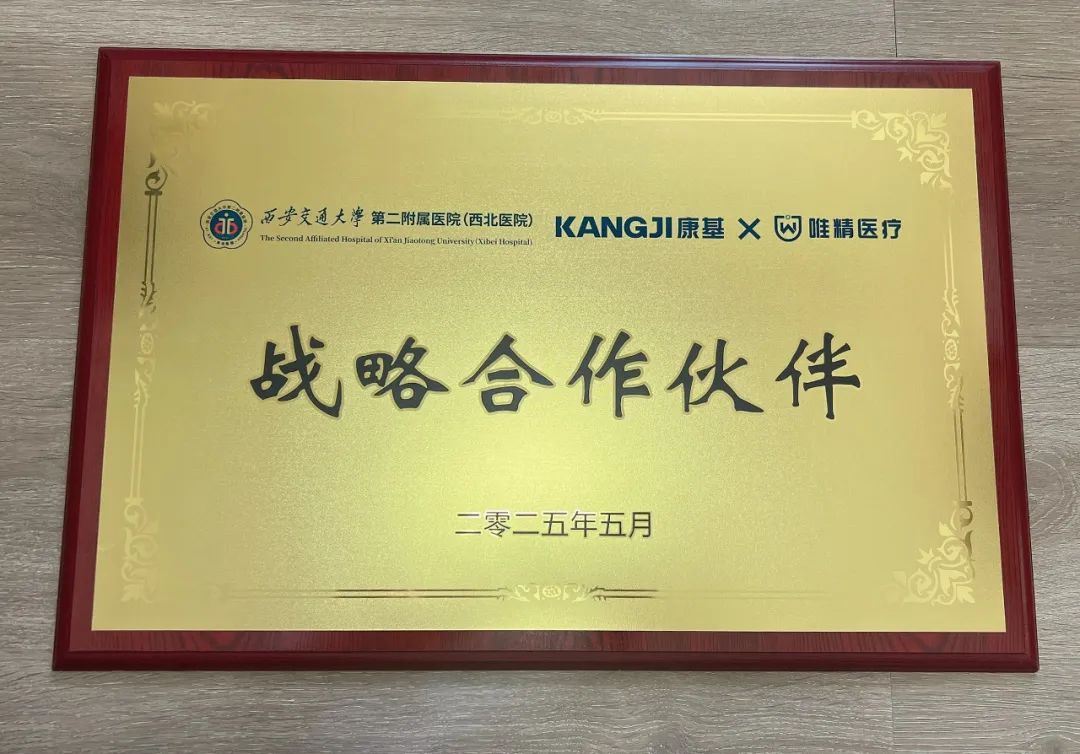 西安交通大学 第二附属医院(西北医院) KANGJI康基 × 唯精医疗
The Second Affiliated Hospital of Xi'an Jiaotong University(Xibei Hospital)
战略合作伙伴
二零二五年五月